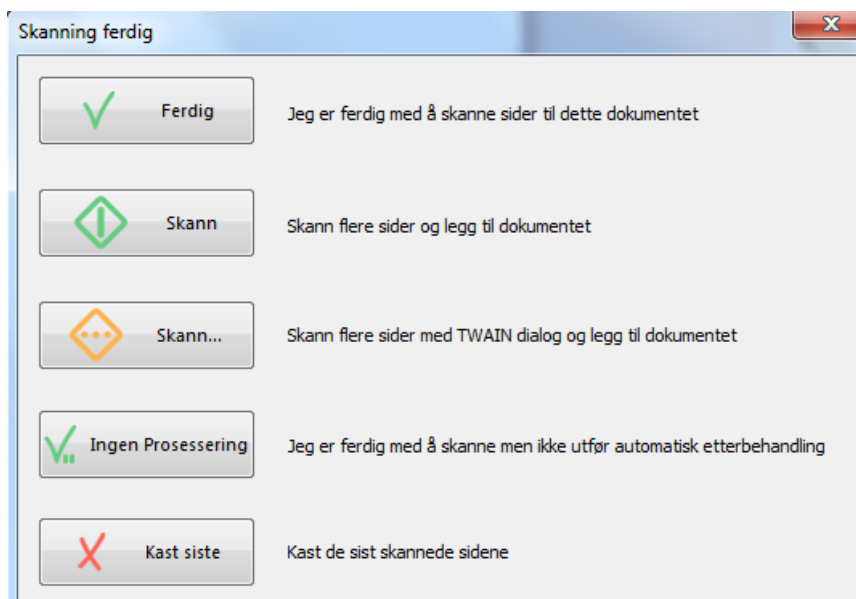 Skanning ferdig
Ferdig
Jeg er ferdig med å skanne sider til dette dokumentet
Skann
Skann flere sider og legg til dokumentet
Skann...
Skann flere sider med TWAIN dialog og legg til dokumentet
Ingen Prosessering
Jeg er ferdig med å skanne men ikke utfør automatisk etterbehandling
Kast siste
Kast de sist skannede sidene